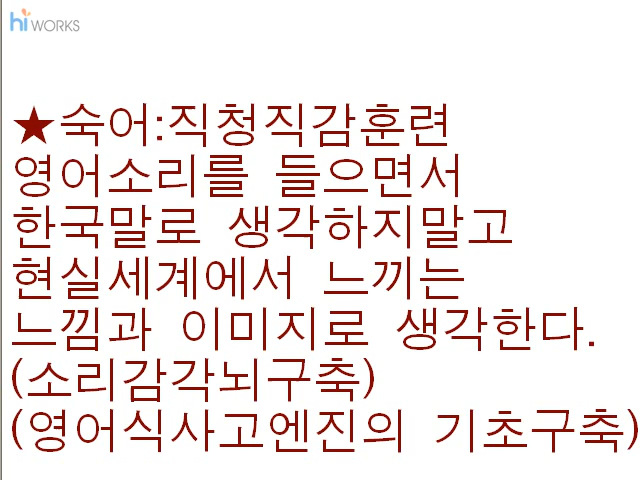 hi WORKS
★숙어:직청직감훈련
영어소리를 들으면서
한국말로 생각하지말고
현실세계에서 느끼는
느낌과 이미지로 생각한다.
(소리감각뇌구축)
(영어식사고엔진의 기초구축)